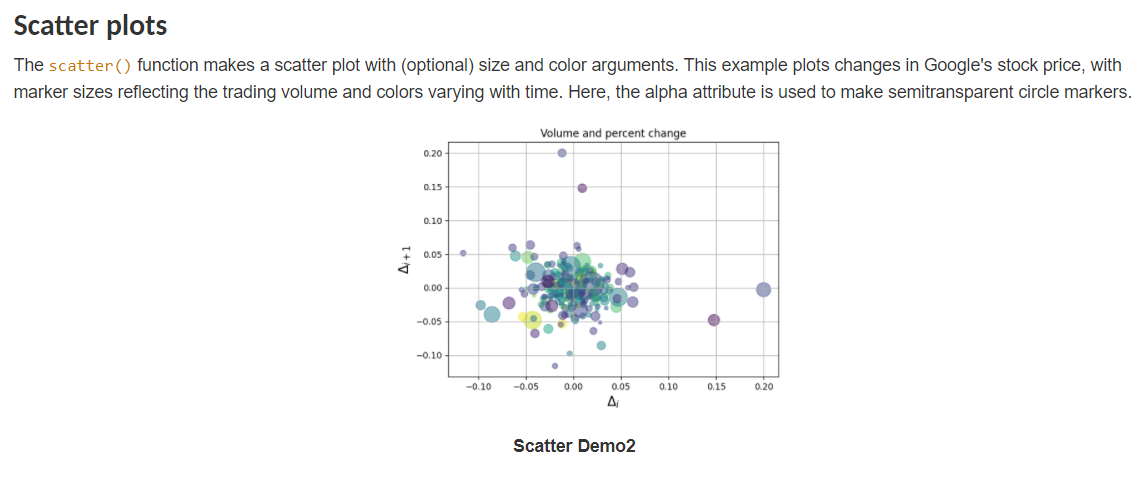 Scatter plots
The scatter() function makes a scatter plot with (optional) size and color arguments. This example plots changes in Google's stock price, with
marker sizes reflecting the trading volume and colors varying with time. Here, the alpha attribute is used to make semitransparent circle markers.
Volume and percent change
0.20
0.15
0.10
0.05
0.00
−0.05
−0.10
Δi+1
−0.10 −0.05 0.00 0.05 0.10 0.15 0.20
Δi
Scatter Demo2